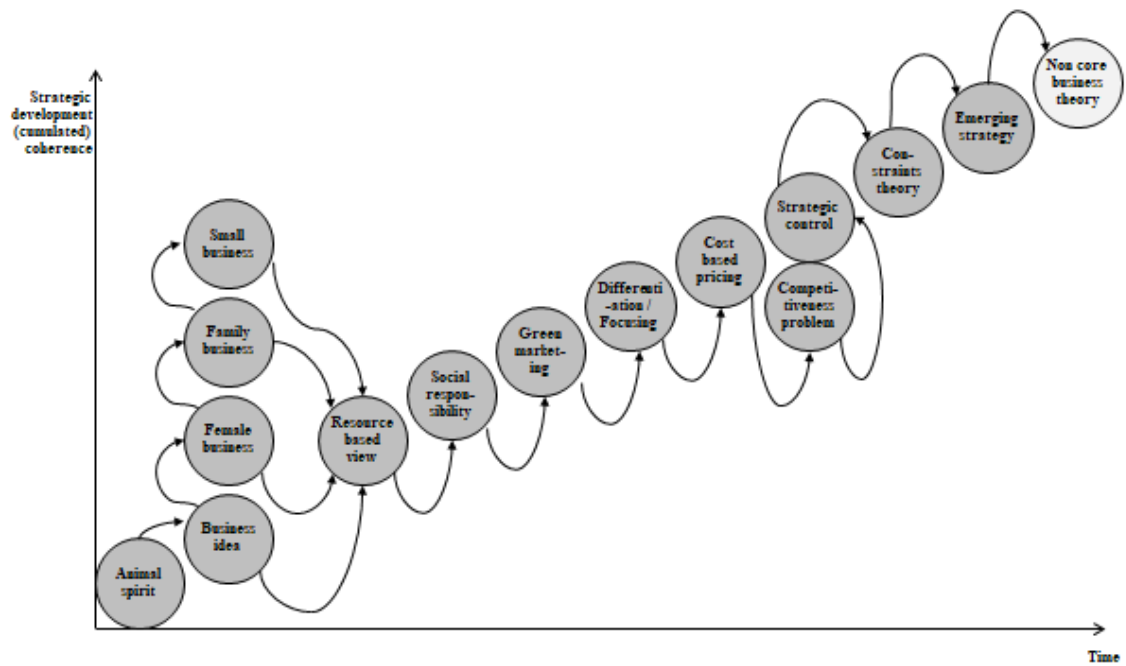 Strategic
development
(cumulated)
coherence
Small
business
Family
business
Female
business
Business
idea
Animal
spirit
Resource
based
view
Social
respon-
sibility
Green
market-
ing
Differenti
-ation /
Focusing
Cost
based
pricing
Strategic
control
Competi-
tiveness
problem
Con-
straints
theory
Emerging
strategy
Non core
business
theory
Time